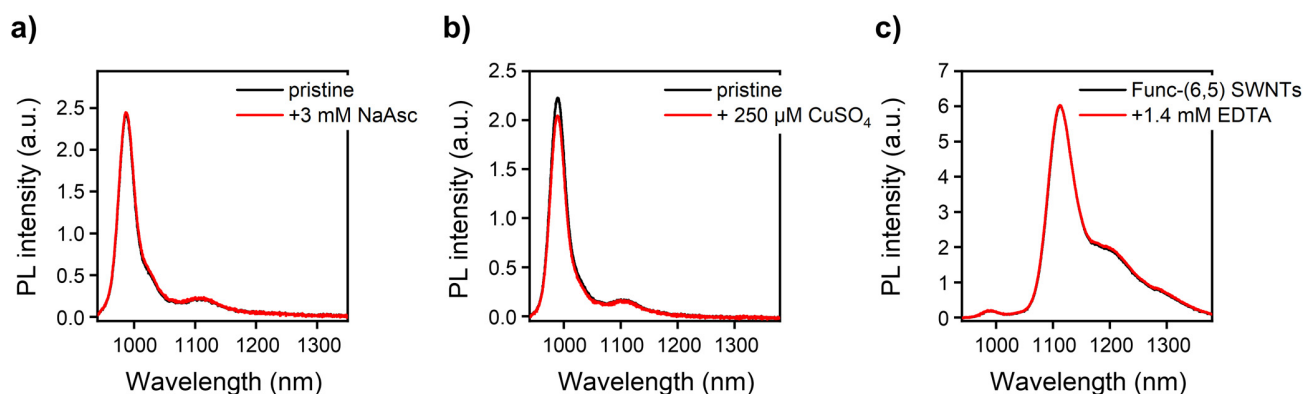 a)
pristine
+3 mM NaAsc
PL intensity (a.u.)
2.5
2.0
1.5
1.0
0.5
0.0
1000 1100 1200 1300
Wavelength (nm)
b)
pristine
+ 250 µM CuSO₄
PL intensity (a.u.)
2.5
2.0
1.5
1.0
0.5
0.0
1000 1100 1200 1300
Wavelength (nm)
c)
Func-(6,5) SWNTs
+1.4 mM EDTA
PL intensity (a.u.)
7
6
5
4
3
2
1
0
1000 1100 1200 1300
Wavelength (nm)